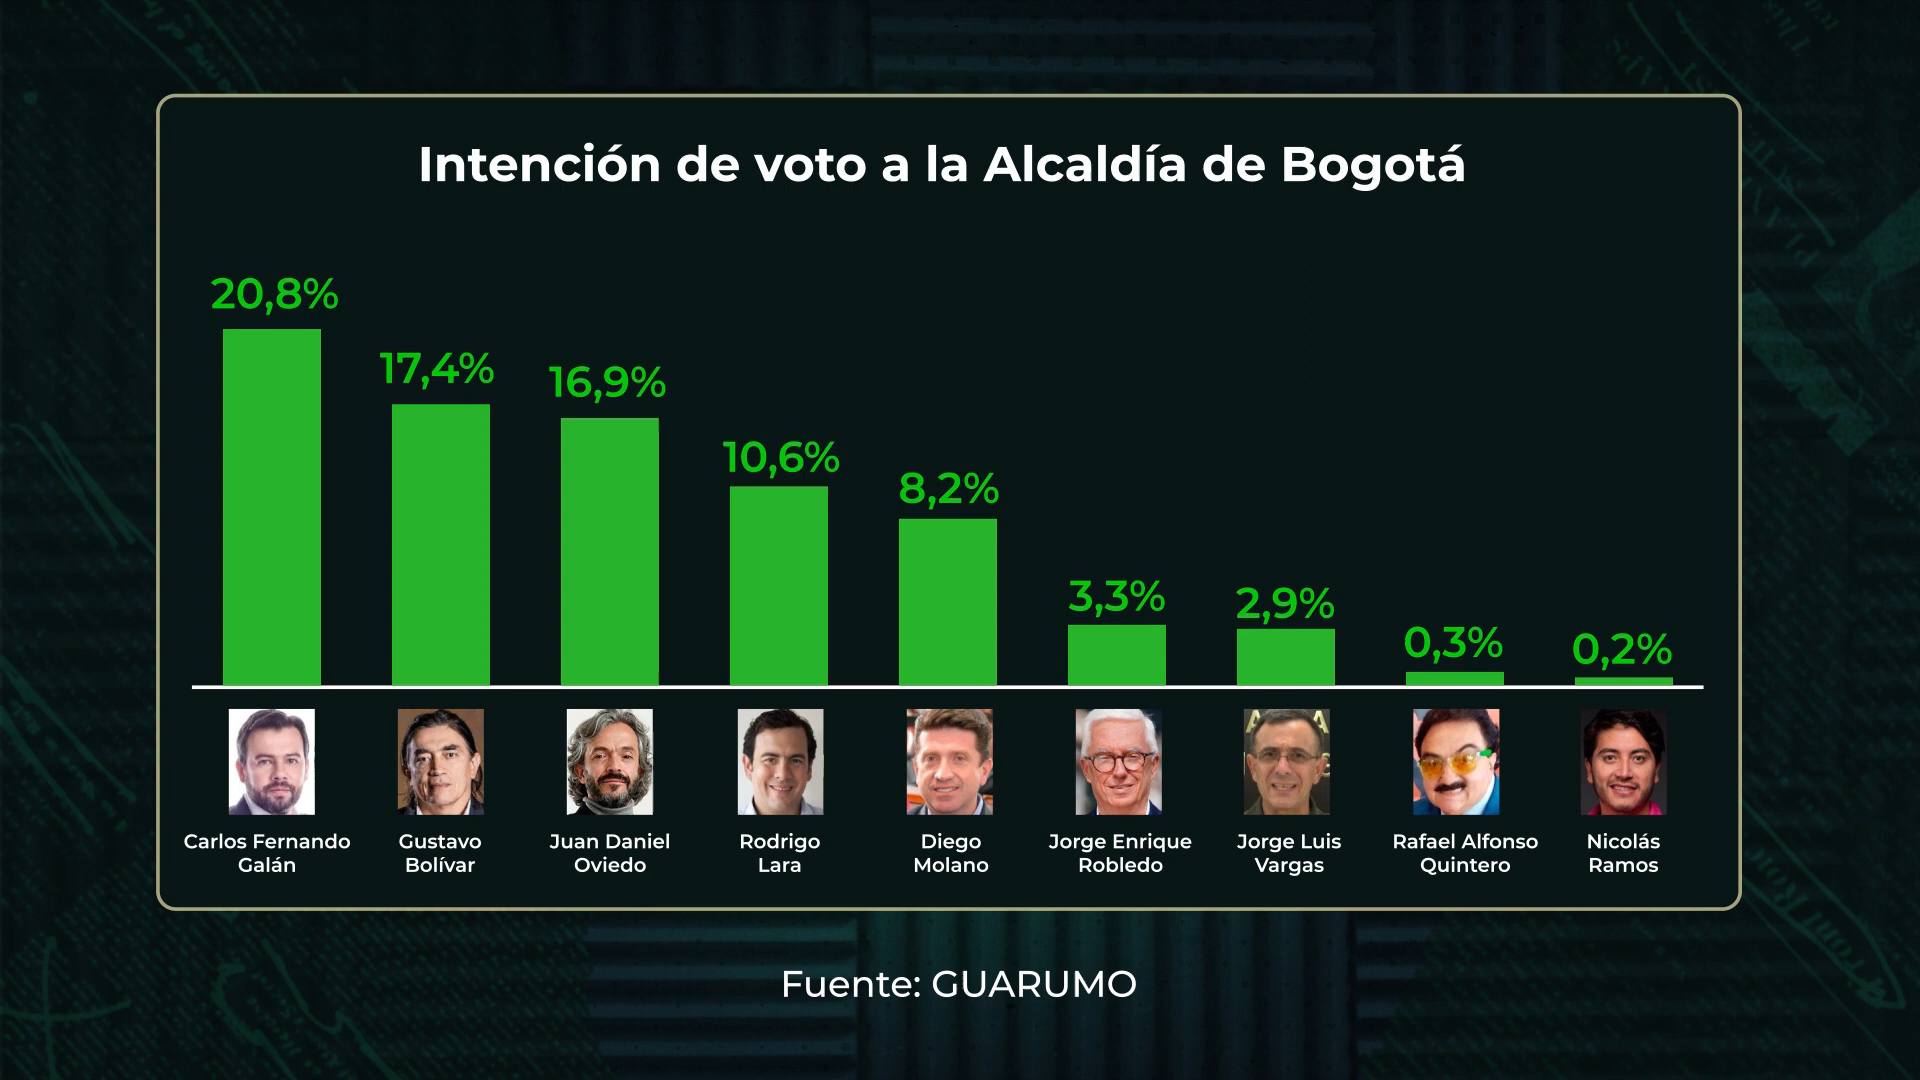 Intención de voto a la Alcaldía de Bogotá
20,8%
17,4%
16,9%
10,6%
8,2%
3,3%
2,9%
0,3%
0,2%
Carlos Fernando
Galán
Gustavo
Bolívar
Juan Daniel
Oviedo
Rodrigo
Lara
Diego
Molano
Jorge Enrique
Robledo
Jorge Luis
Vargas
Rafael Alfonso
Quintero
Nicolás
Ramos
Fuente: GUARUMO